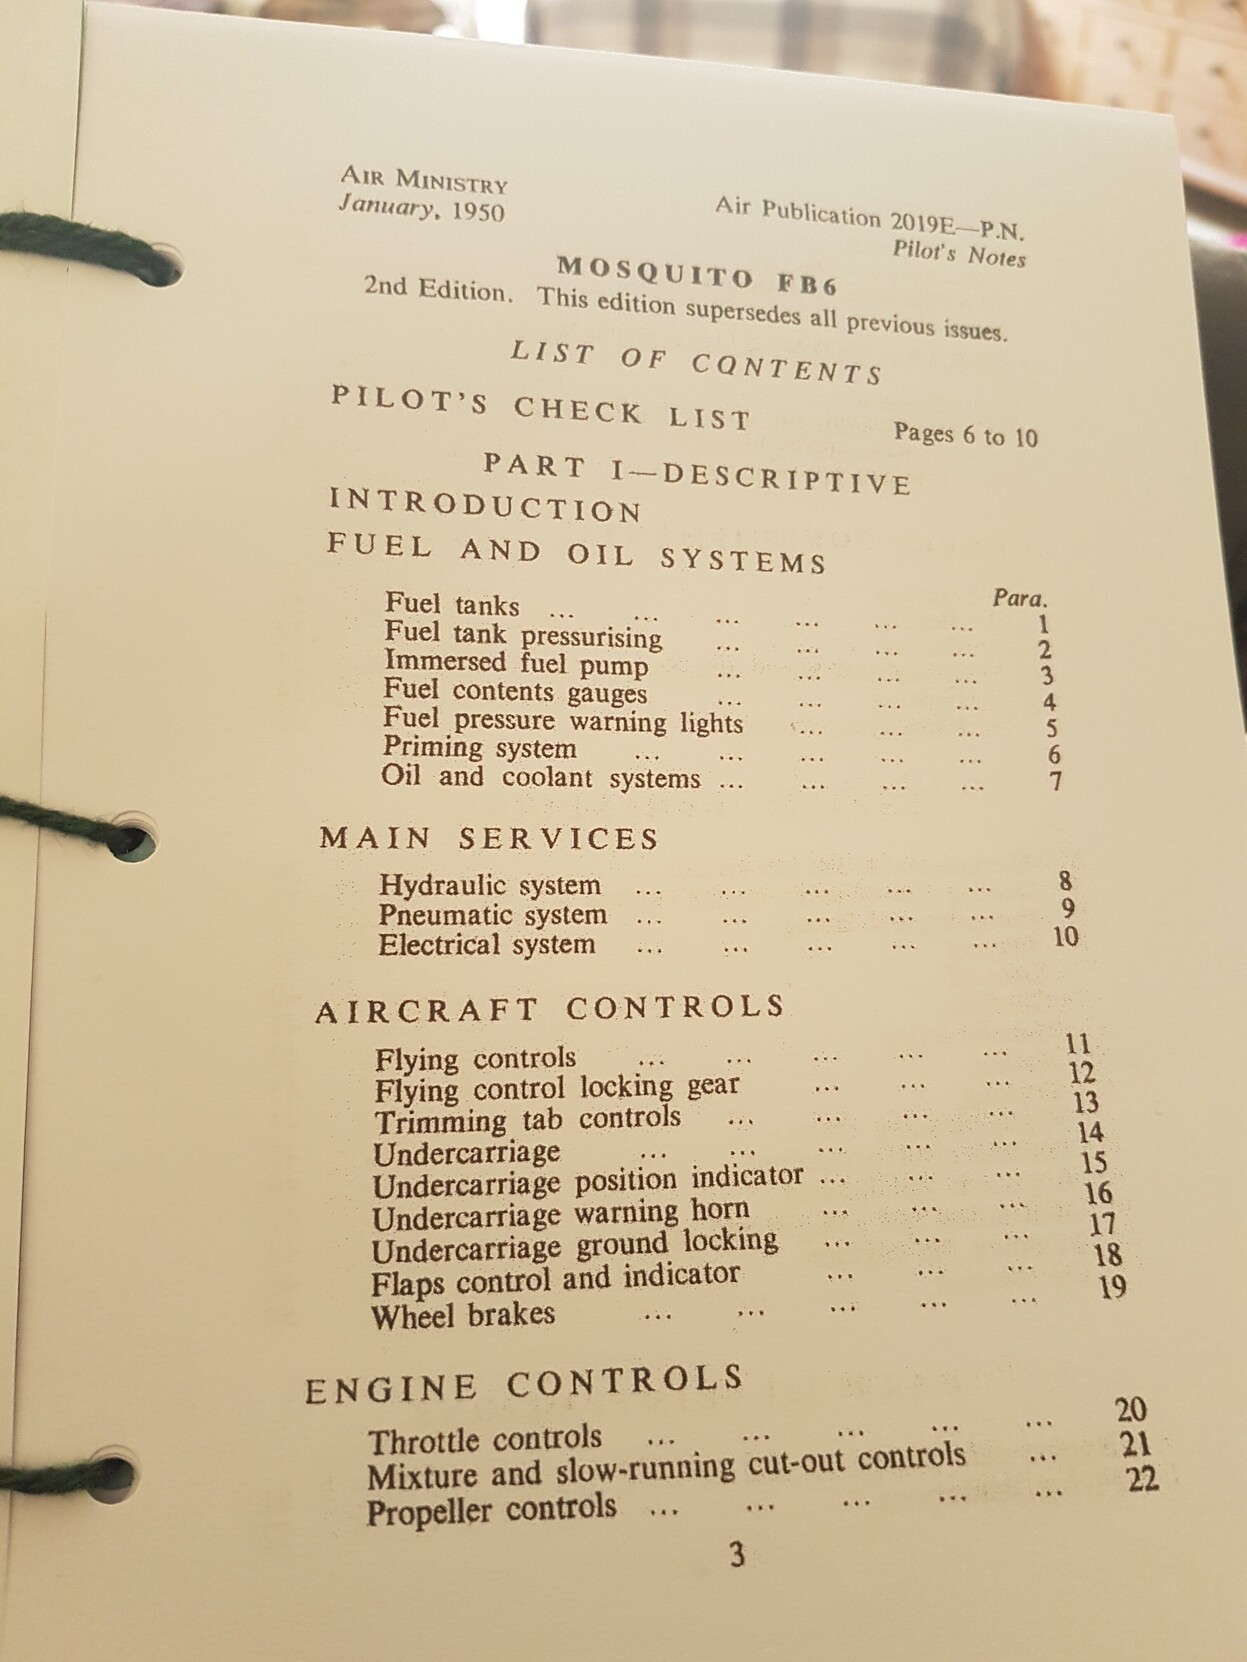 AIR MINISTRY
January, 1950
Air Publication 2019E—P.N.
Pilot's Notes
MOSQUITO FB6
2nd Edition. This edition supersedes all previous issues.
LIST OF CONTENTS
PILOT'S CHECK LIST Pages 6 to 10
PART I—DESCRIPTIVE
INTRODUCTION
FUEL AND OIL SYSTEMS
Para.
Fuel tanks ... ... ... ... ... ... 1
Fuel tank pressurising ... ... ... ... 2
Immersed fuel pump ... ... ... ... 3
Fuel contents gauges ... ... ... ... 4
Fuel pressure warning lights ... ... ... 5
Priming system ... ... ... ... ... 6
Oil and coolant systems ... ... ... ... 7
MAIN SERVICES
Hydraulic system ... ... ... ... ... 8
Pneumatic system ... ... ... ... ... 9
Electrical system ... ... ... ... ... 10
AIRCRAFT CONTROLS
Flying controls ... ... ... ... ... 11
Flying control locking gear ... ... ... 12
Trimming tab controls ... ... ... ... 13
Undercarriage ... ... ... ... ... 14
Undercarriage position indicator ... ... ... 15
Undercarriage warning horn ... ... ... 16
Undercarriage ground locking ... ... ... 17
Flaps control and indicator ... ... ... 18
Wheel brakes ... ... ... ... ... 19
ENGINE CONTROLS
Throttle controls ... ... ... ... ... 20
Mixture and slow-running cut-out controls ... 21
Propeller controls ... ... ... ... ... 22
3